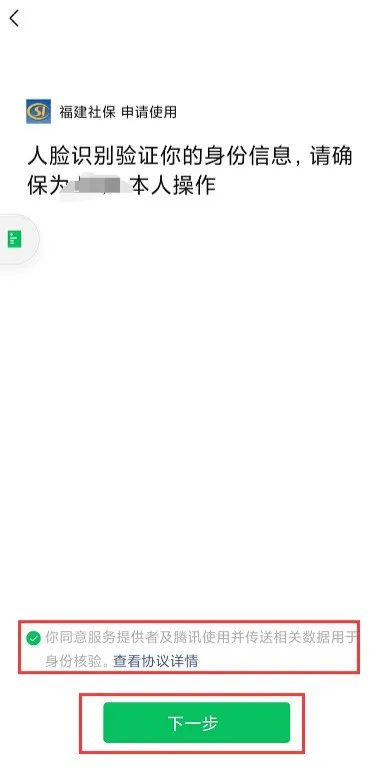 福建社保 申请使用
人脸识别验证你的身份信息，请确
保为 本人操作
你同意服务提供者及腾讯使用并传送相关数据用于
身份核验。查看协议详情
下一步